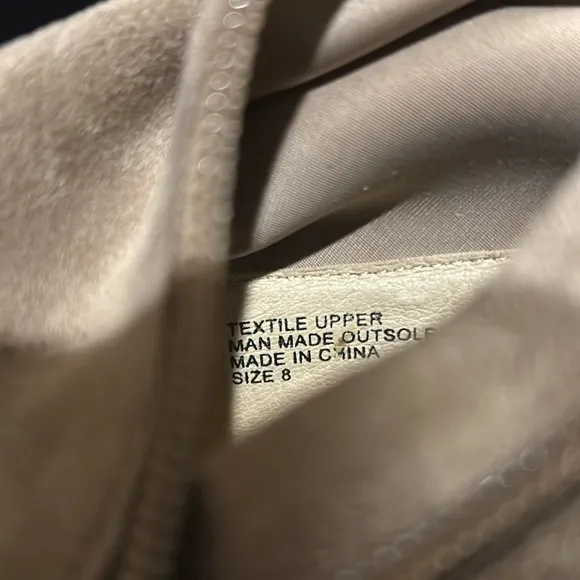 TEXTILE UPPER
MAN MADE OUTSOLE
MADE IN CHINA
SIZE 8